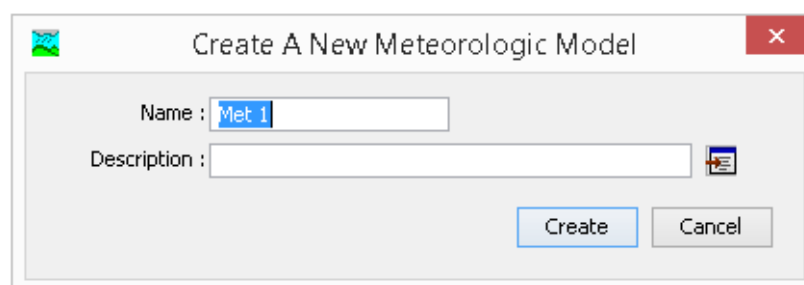 Create A New Meteorologic Model
Name : Met 1
Description :
Create Cancel